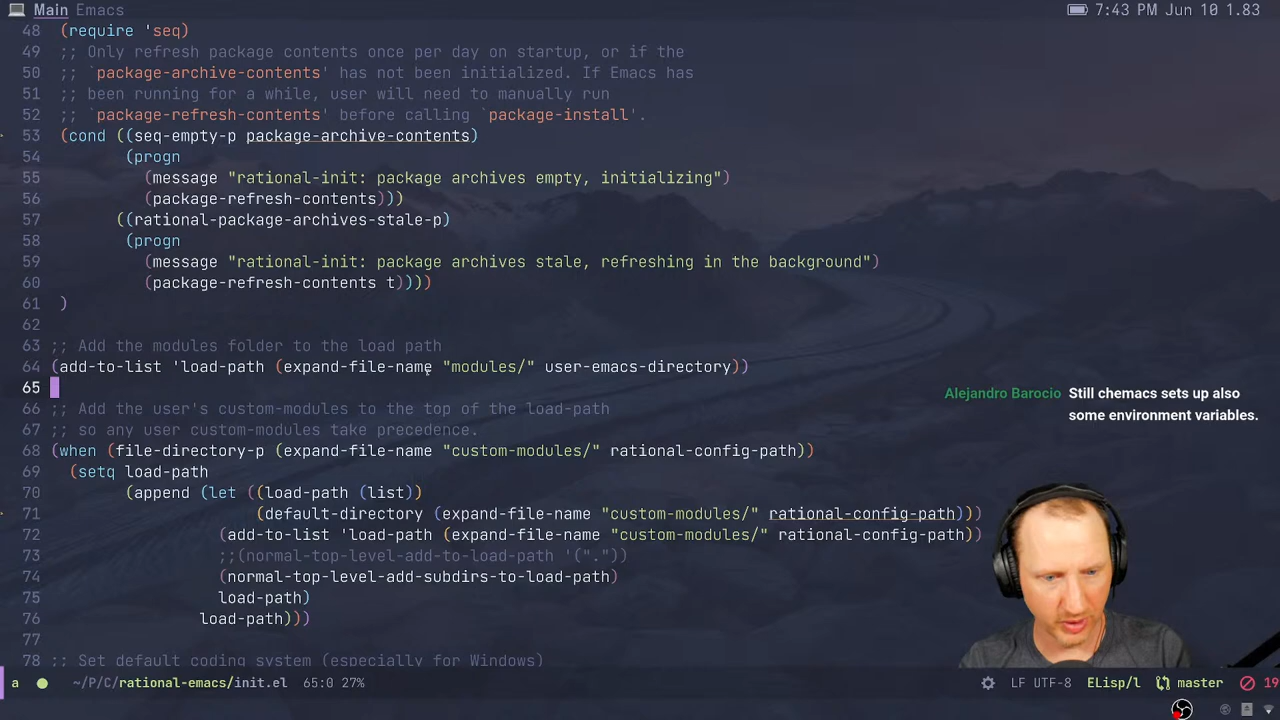 Main Emacs
7:43 PM Jun 10 1.83
48 (require 'seq)
49 ;; Only refresh package contents once per day on startup, or if the
50 ;; `package-archive-contents' has not been initialized. If Emacs has
51 ;; been running for a while, user will need to manually run
52 ;; `package-refresh-contents' before calling `package-install'.
53 (cond ((seq-empty-p package-archive-contents)
54 (progn
55 (message "rational-init: package archives empty, initializing")
56 (package-refresh-contents)))
57 ((rational-package-archives-stale-p)
58 (progn
59 (message "rational-init: package archives stale, refreshing in the background")
60 (package-refresh-contents t))))
61 )
62
63 ;; Add the modules folder to the load path
64 (add-to-list 'load-path (expand-file-name "modules/" user-emacs-directory))
65
66 ;; Add the user's custom-modules to the top of the load-path
67 ;; so any user custom-modules take precedence.
68 (when (file-directory-p (expand-file-name "custom-modules/" rational-config-path))
69 (setq load-path
70 (append (let ((load-path (list))
71 (default-directory (expand-file-name "custom-modules/" rational-config-path)))
72 (add-to-list 'load-path (expand-file-name "custom-modules/" rational-config-path))
73 ;;(normal-top-level-add-to-load-path '("."))
74 (normal-top-level-add-subdirs-to-load-path)
75 load-path)
76 load-path)))
77
78 ;; Set default coding system (especially for Windows)
Alejandro Barocio Still chemacs sets up also
some environment variables.
a ~/P/C/rational-emacs/init.el 65:0 27% LF UTF-8 ELisp/l master 19